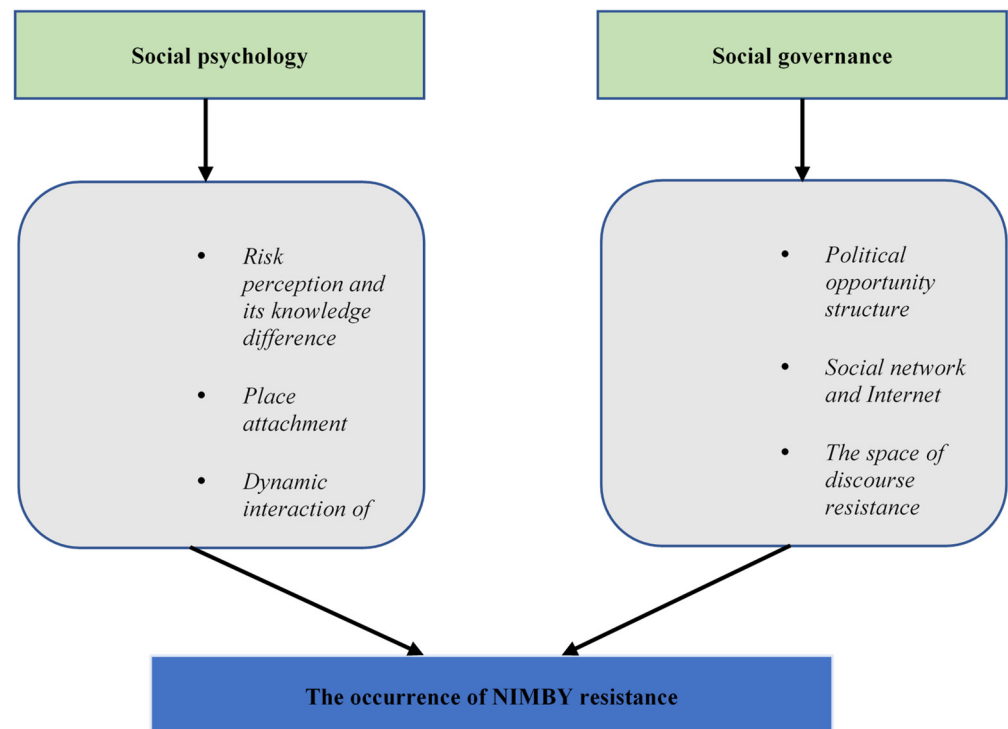 Social psychology
Social governance
• Risk
perception and
its knowledge
difference
• Place
attachment
• Dynamic
interaction of
• Political
opportunity
structure
• Social network
and Internet
• The space of
discourse
resistance
The occurrence of NIMBY resistance